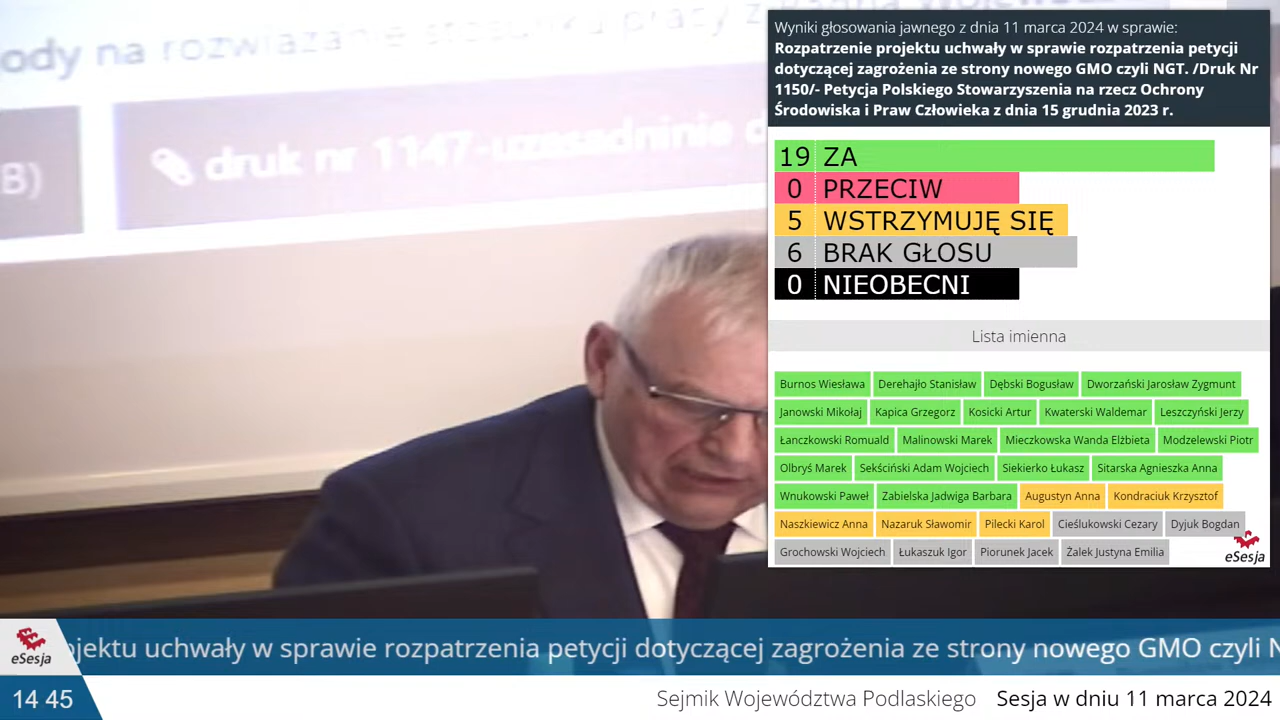 ody na rozwiązanie stosunku pracy z
B)
druk nr 1147-uzasadninie d
Wyniki głosowania jawnego z dnia 11 marca 2024 w sprawie:
Rozpatrzenie projektu uchwały w sprawie rozpatrzenia petycji
dotyczącej zagrożenia ze strony nowego GMO czyli NGT. /Druk Nr
1150/- Petycja Polskiego Stowarzyszenia na rzecz Ochrony
Środowiska i Praw Człowieka z dnia 15 grudnia 2023 r.
19 ZA
0 PRZECIW
5 WSTRZYMUJĘ SIĘ
6 BRAK GŁOSU
0 NIEOBECNI
Lista imienna
Burnos Wiesława Derehajło Stanisław Dębski Bogusław Dworzański Jarosław Zygmunt
Janowski Mikołaj Kapica Grzegorz Kosicki Artur Kwaterski Waldemar Leszczyński Jerzy
Łanczkowski Romuald Malinowski Marek Mieczkowska Wanda Elżbieta Modzelewski Piotr
Olbryś Marek Sekściński Adam Wojciech Siekierko Łukasz Sitarska Agnieszka Anna
Wnukowski Paweł Zabielska Jadwiga Barbara Augustyn Anna Kondraciuk Krzysztof
Naszkiewicz Anna Nazaruk Sławomir Pilecki Karol Cieślukowski Cezary Dyjuk Bogdan
Grochowski Wojciech Łukaszuk Igor Piorunek Jacek Żalek Justyna Emilia
eSesja
eSesja
ojektu uchwały w sprawie rozpatrzenia petycji dotyczącej zagrożenia ze strony nowego GMO czyli N
14 45
Sejmik Województwa Podlaskiego Sesja w dniu 11 marca 2024